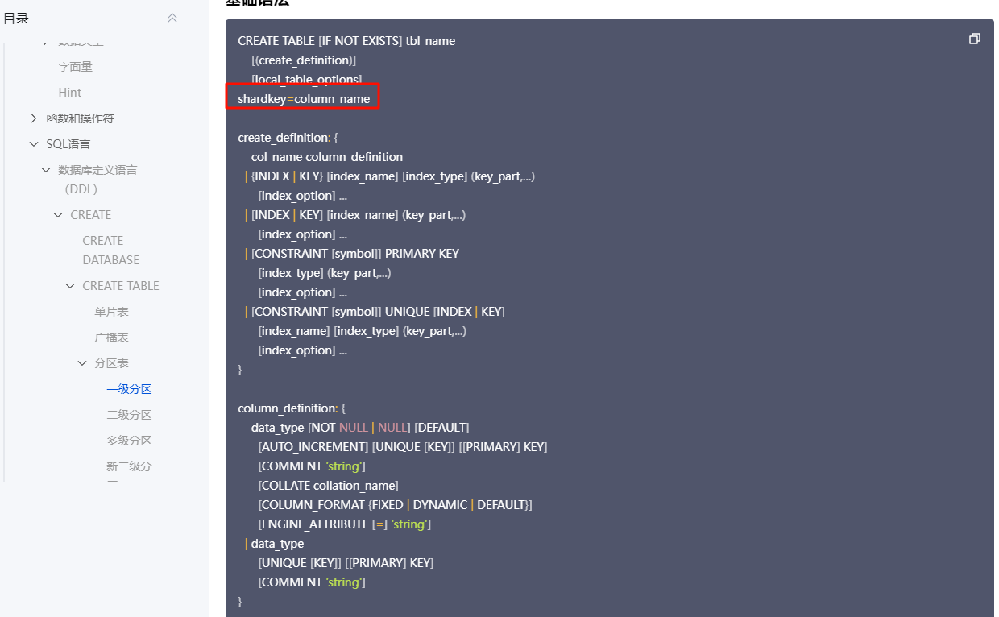 目录
字面量
Hint
函数和操作符
SQL语言
数据库定义语言
(DDL)
CREATE
CREATE
DATABASE
CREATE TABLE
单片表
广播表
分区表
一级分区
二级分区
多级分区
新二级分
基础语法
CREATE TABLE [IF NOT EXISTS] tbl_name
[(create_definition)]
[local_table_options]
shardkey=column_name
create_definition: {
col_name column_definition
| {INDEX | KEY} [index_name] [index_type] (key_part,...)
[index_option] ...
| [INDEX | KEY] [index_name] (key_part,...)
[index_option] ...
| [CONSTRAINT [symbol]] PRIMARY KEY
[index_type] (key_part,...)
[index_option] ...
| [CONSTRAINT [symbol]] UNIQUE [INDEX | KEY]
[index_name] [index_type] (key_part,...)
[index_option] ...
}
column_definition: {
data_type [NOT NULL | NULL] [DEFAULT]
[AUTO_INCREMENT] [UNIQUE [KEY]] [[PRIMARY] KEY]
[COMMENT 'string']
[COLLATE collation_name]
[COLUMN_FORMAT {FIXED | DYNAMIC | DEFAULT}]
[ENGINE_ATTRIBUTE [=] 'string']
| data_type
[UNIQUE [KEY]] [[PRIMARY] KEY]
[COMMENT 'string']
}